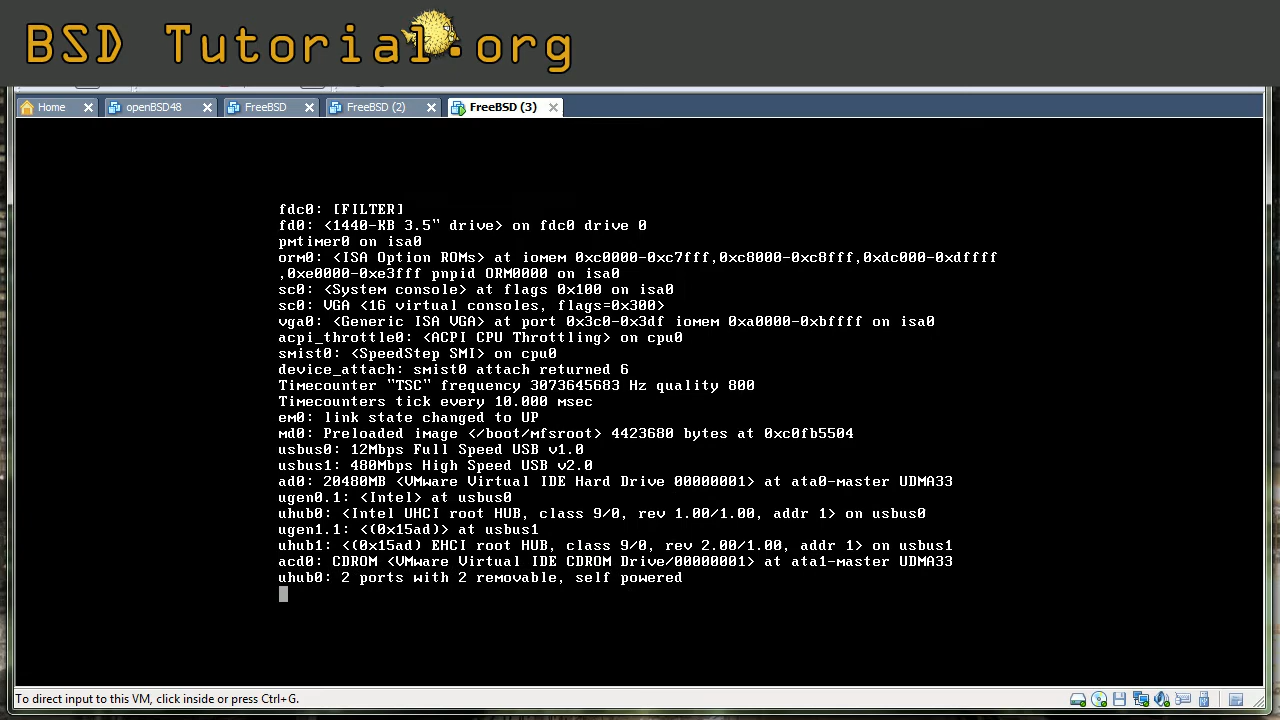 BSD Tutorial.org
Home
openBSD48
FreeBSD
FreeBSD (2)
FreeBSD (3)
fdc0: [FILTER]
fd0: <1440-KB 3.5" drive> on fdc0 drive 0
pmtimer0 on isa0
orm0: <ISA Option ROMs> at iomem 0xc0000-0xc7fff,0xc8000-0xc8fff,0xdc000-0xdffff
,0xe0000-0xe3fff pnpid ORM0000 on isa0
sc0: <System console> at flags 0x100 on isa0
sc0: VGA <16 virtual consoles, flags=0x300>
vga0: <Generic ISA VGA> at port 0x3c0-0x3df iomem 0xa0000-0xbffff on isa0
acpi_throttle0: <ACPI CPU Throttling> on cpu0
smist0: <SpeedStep SMI> on cpu0
device_attach: smist0 attach returned 6
Timecounter "TSC" frequency 3073645683 Hz quality 800
Timecounters tick every 10.000 msec
em0: link state changed to UP
md0: Preloaded image </boot/mfsroot> 4423680 bytes at 0xc0fb5504
usbus0: 12Mbps Full Speed USB v1.0
usbus1: 480Mbps High Speed USB v2.0
ad0: 20480MB <VMware Virtual IDE Hard Drive 00000001> at ata0-master UDMA33
ugen0.1: <Intel> at usbus0
uhub0: <Intel UHCI root HUB, class 9/0, rev 1.00/1.00, addr 1> on usbus0
ugen1.1: <(0x15ad)> at usbus1
uhub1: <(0x15ad) EHCI root HUB, class 9/0, rev 2.00/1.00, addr 1> on usbus1
acd0: CDROM <VMware Virtual IDE CDROM Drive/00000001> at ata1-master UDMA33
uhub0: 2 ports with 2 removable, self powered
To direct input to this VM, click inside or press Ctrl+G.